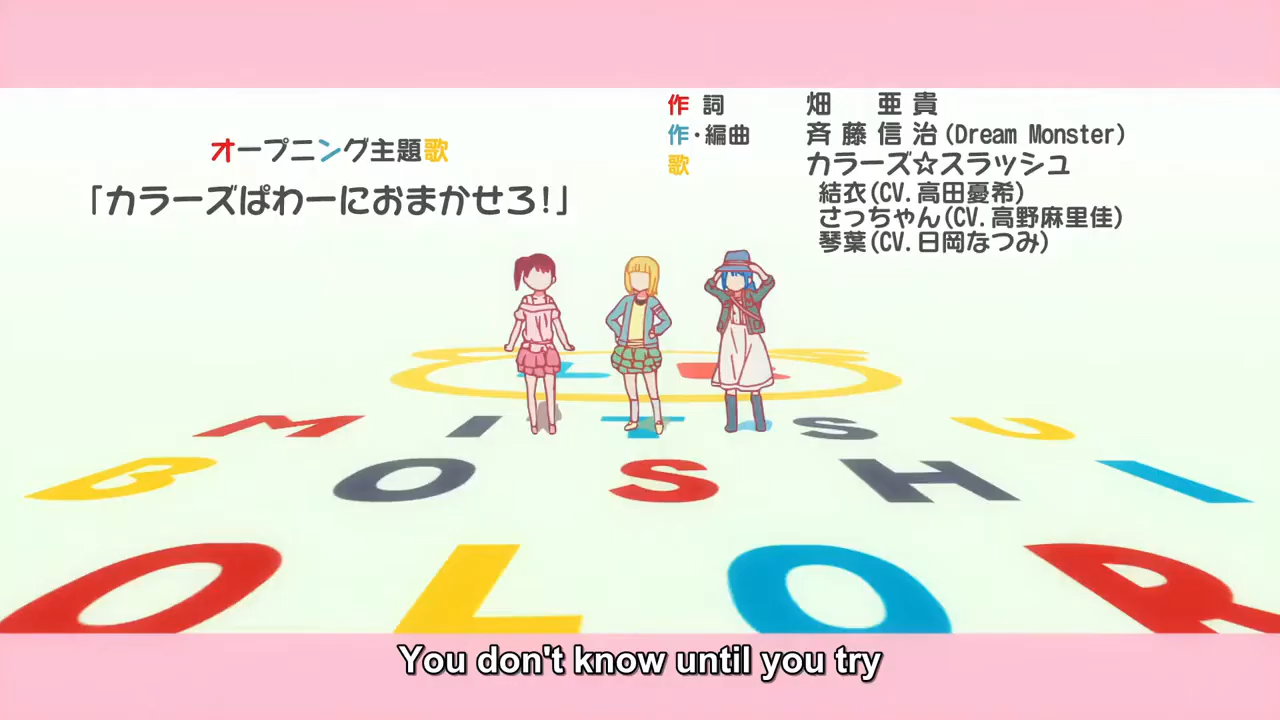 オープニング主題歌
「カラーズぱわーにおまかせろ!」
作 詞 畑 亜 貴
作・編曲 斉 藤 信 治 (Dream Monster)
歌 カラーズ☆スラッシュ
結衣(CV.高田憂希)
さっちゃん(CV.高野麻里佳)
琴葉(CV.日岡なつみ)
MITSU
BOSHI
OLOR
You don't know until you try